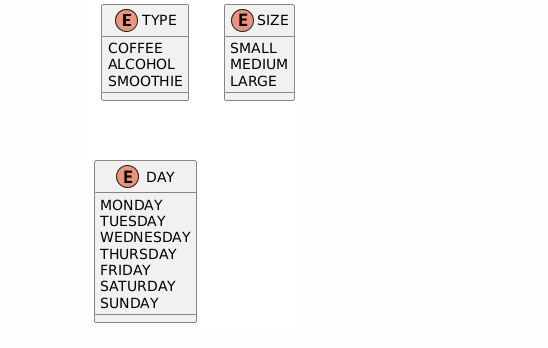 E TYPE
COFFEE
ALCOHOL
SMOOTHIE
E SIZE
SMALL
MEDIUM
LARGE
E DAY
MONDAY
TUESDAY
WEDNESDAY
THURSDAY
FRIDAY
SATURDAY
SUNDAY